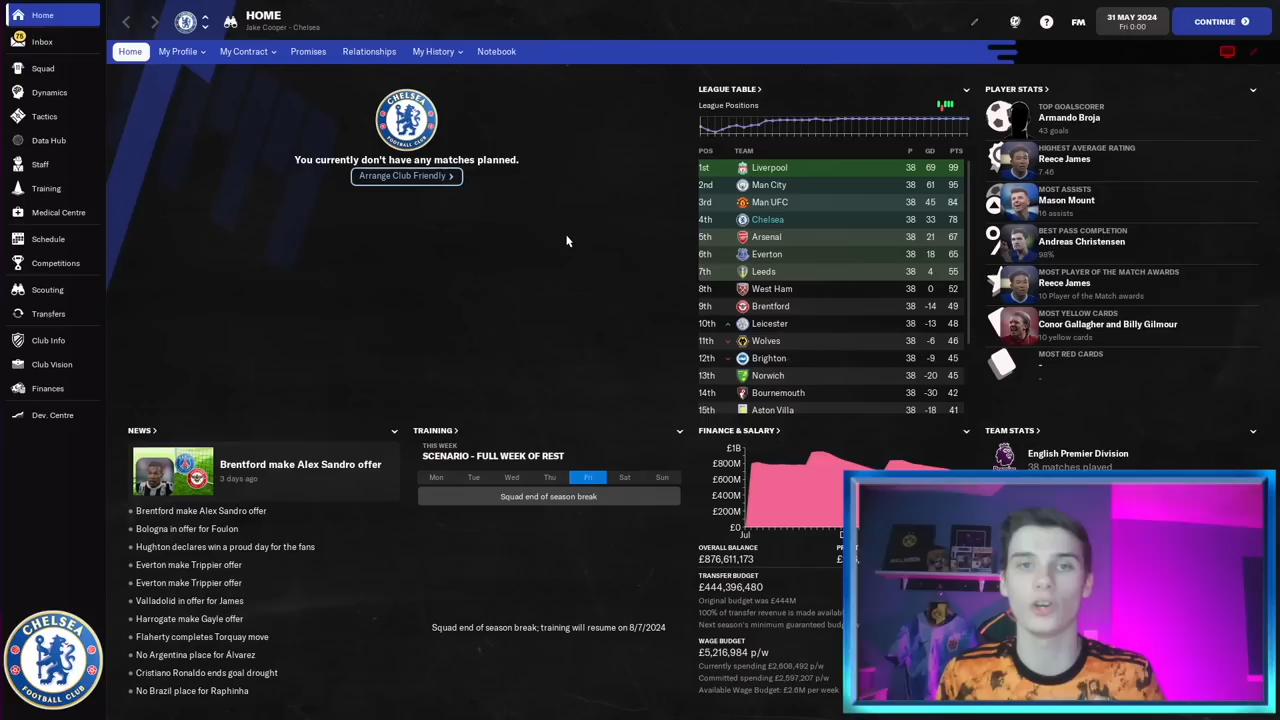 Home
75
Inbox
Squad
Dynamics
Tactics
Data Hub
Staff
Training
Medical Centre
Schedule
Competitions
Scouting
Transfers
Club Info
Club Vision
Finances
Dev. Centre
HOME
Jake Cooper - Chelsea
?
FM
31 MAY 2024
Fri 0:00
CONTINUE
Home
My Profile
My Contract
Promises
Relationships
My History
Notebook
CHELSEA
FOOTBALL CLUB
You currently don't have any matches planned.
Arrange Club Friendly >
LEAGUE TABLE >
League Positions
POS TEAM P GD PTS
1st Liverpool 38 69 99
2nd Man City 38 61 95
3rd Man UFC 38 45 84
4th Chelsea 38 33 78
5th Arsenal 38 21 67
6th Everton 38 18 65
7th Leeds 38 4 55
8th West Ham 38 0 52
9th Brentford 38 -14 49
10th Leicester 38 -13 48
11th Wolves 38 -6 46
12th Brighton 38 -9 45
13th Norwich 38 -20 45
14th Bournemouth 38 -30 42
15th Aston Villa 38 -18 41
PLAYER STATS >
TOP GOALSCORER
Armando Broja
43 goals
HIGHEST AVERAGE RATING
Reece James
7.46
MOST ASSISTS
Mason Mount
16 assists
BEST PASS COMPLETION
Andreas Christensen
98%
MOST PLAYER OF THE MATCH AWARDS
Reece James
10 Player of the Match awards
MOST YELLOW CARDS
Conor Gallagher and Billy Gilmour
10 yellow cards
MOST RED CARDS
-
-
NEWS >
Brentford make Alex Sandro offer
3 days ago
Brentford make Alex Sandro offer
Bologna in offer for Foulon
Hughton declares win a proud day for the fans
Everton make Trippier offer
Everton make Trippier offer
Valladolid in offer for James
Harrogate make Gayle offer
Flaherty completes Torquay move
No Argentina place for Álvarez
Cristiano Ronaldo ends goal drought
No Brazil place for Raphinha
TRAINING >
THIS WEEK
SCENARIO - FULL WEEK OF REST
Mon Tue Wed Thu Fri Sat Sun
Squad end of season break
Squad end of season break; training will resume on 8/7/2024
FINANCE & SALARY >
£1B
£800M
£600M
£400M
£200M
£0
Jul
OVERALL BALANCE
£876,611,173
TRANSFER BUDGET
£444,396,480
Original budget was £444M
100% of transfer revenue is made
Next season's minimum guaranteed
WAGE BUDGET
£5,216,984 p/w
Currently spending £2,608,492 p/w
Committed spending £2,597,207 p/w
Available Wage Budget: £2.6M per week
TEAM STATS >
English Premier Division
38 matches played
CHELSEA
FOOTBALL CLUB